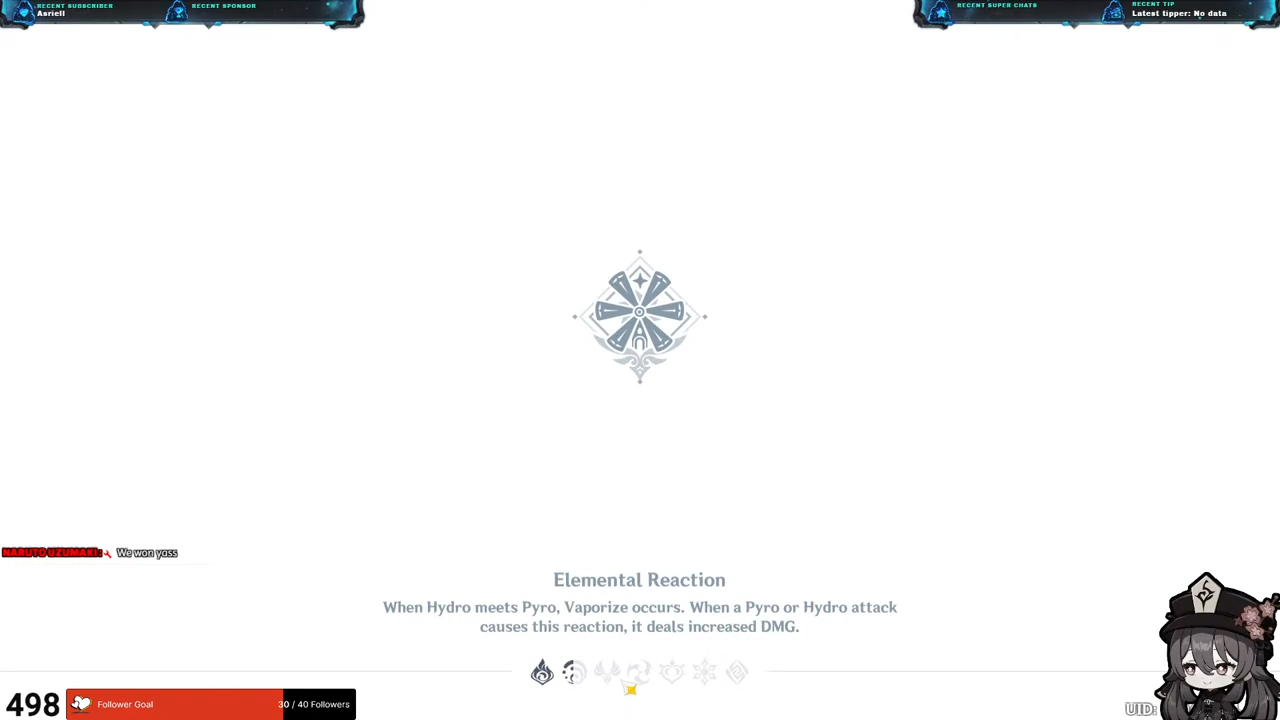 RECENT SUBSCRIBER
Asriell
RECENT SPONSOR
RECENT SUPER CHATS
RECENT TIP
Latest tipper: No data
NARUTO UZUMAKI: We won yass
Elemental Reaction
When Hydro meets Pyro, Vaporize occurs. When a Pyro or Hydro attack
causes this reaction, it deals increased DMG.
498
Follower Goal
30 / 40 Followers
UID: